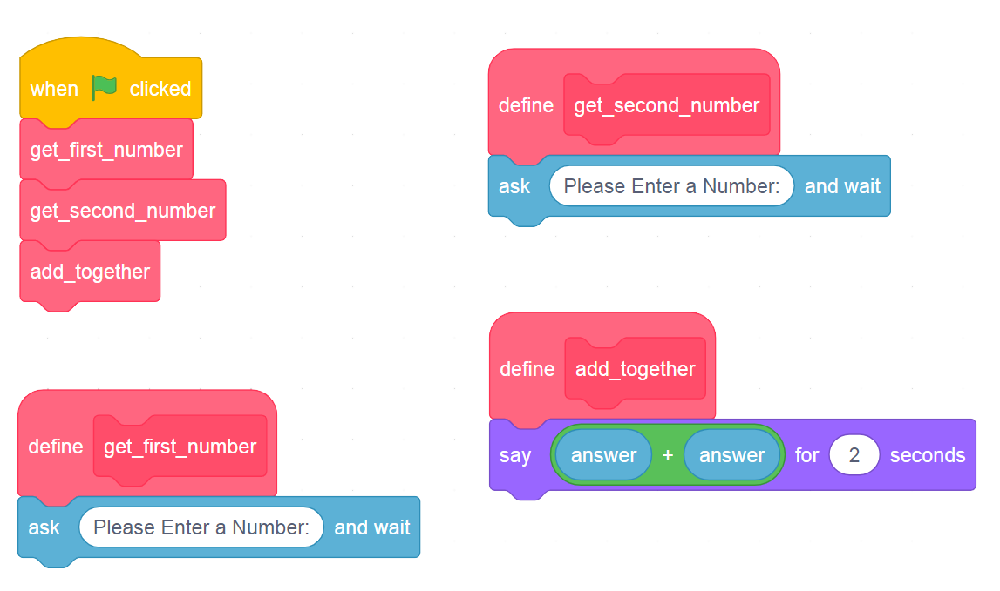 when clicked
get_first_number
get_second_number
add_together
define get_first_number
ask Please Enter a Number: and wait
define get_second_number
ask Please Enter a Number: and wait
define add_together
say answer + answer for 2 seconds